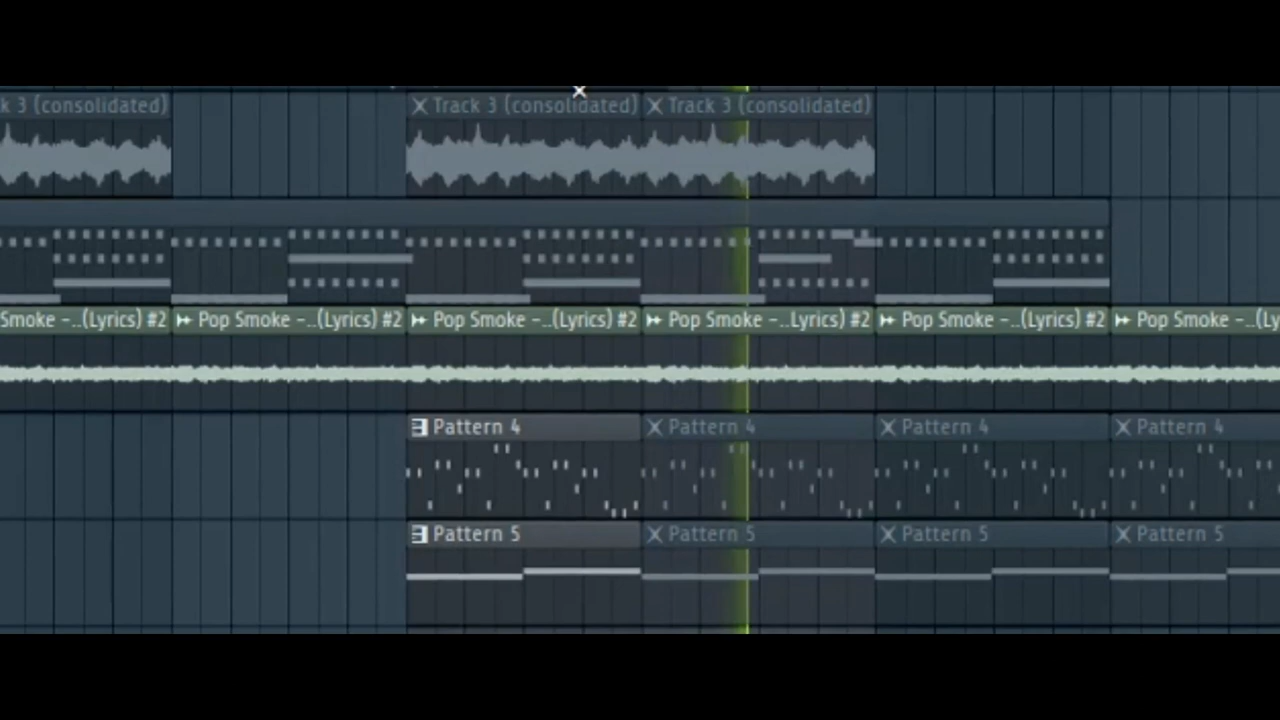 k 3 (consolidated) Track 3 (consolidated) Track 3 (consolidated)
Smoke -..(Lyrics) #2 Pop Smoke -..(Lyrics) #2 Pop Smoke -..(Lyrics) #2 Pop Smoke -..Lyrics) #2 Pop Smoke -..(Lyrics) #2 Pop Smoke -..(Ly
Pattern 4 Pattern 4 Pattern 4 Pattern 4
Pattern 5 Pattern 5 Pattern 5 Pattern 5